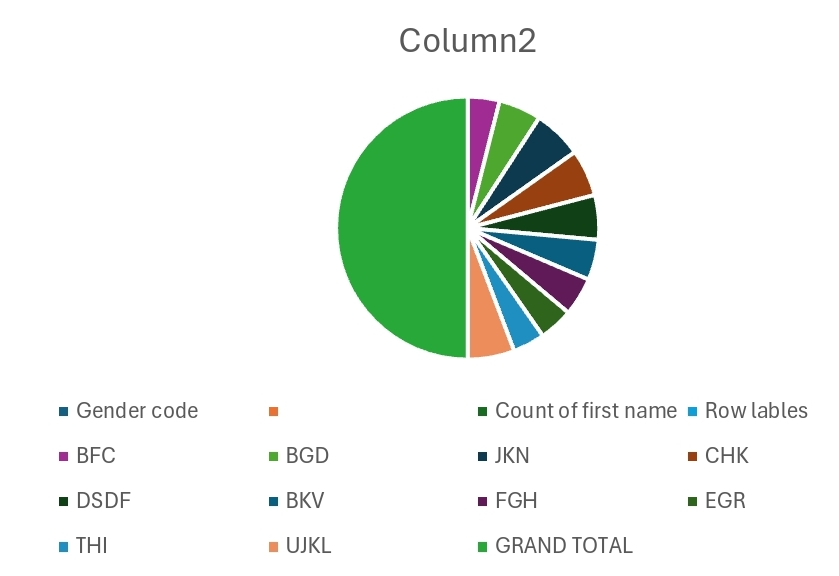 Column2
Gender code
Count of first name
Row lables
BFC
BGD
JKN
CHK
DSDF
BKV
FGH
EGR
THI
UJKL
GRAND TOTAL